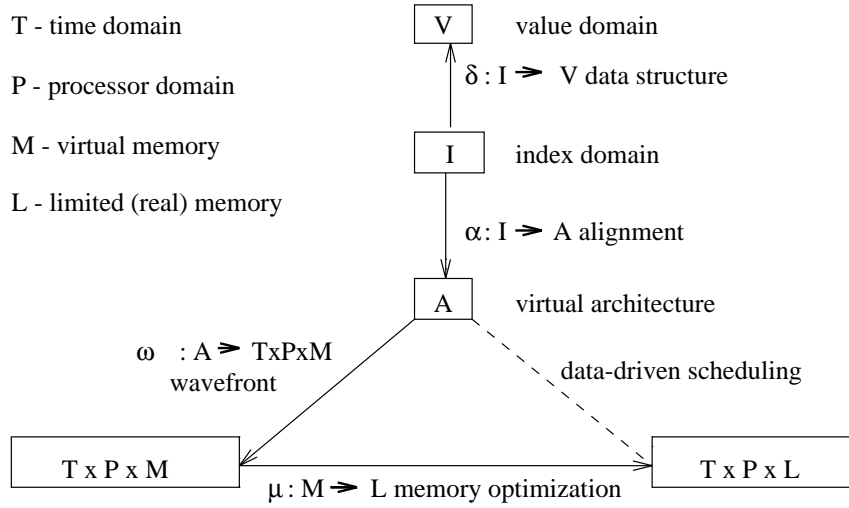 T - time domain
P - processor domain
M - virtual memory
L - limited (real) memory
V
value domain
δ : I → V data structure
I
index domain
α : I → A alignment
A
virtual architecture
ω : A → TxPxM
wavefront
data-driven scheduling
T x P x M
μ : M → L memory optimization
T x P x L